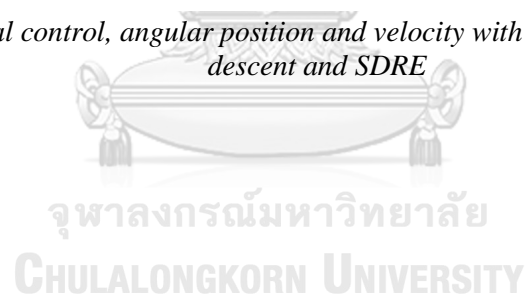 al control, angular position and velocity with
descent and SDRE
จุฬาลงกรณ์มหาวิทยาลัย
CHULALONGKORN UNIVERSITY